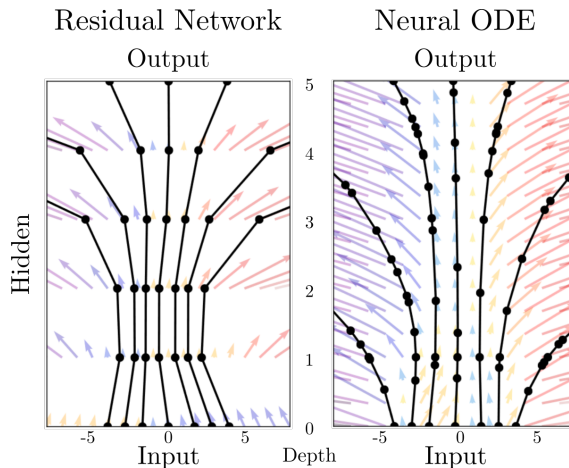 Residual Network
Neural ODE
Output
Output
5
4
3
2
1
0
Hidden
-5
0
5
-5
0
5
Input
Depth
Input